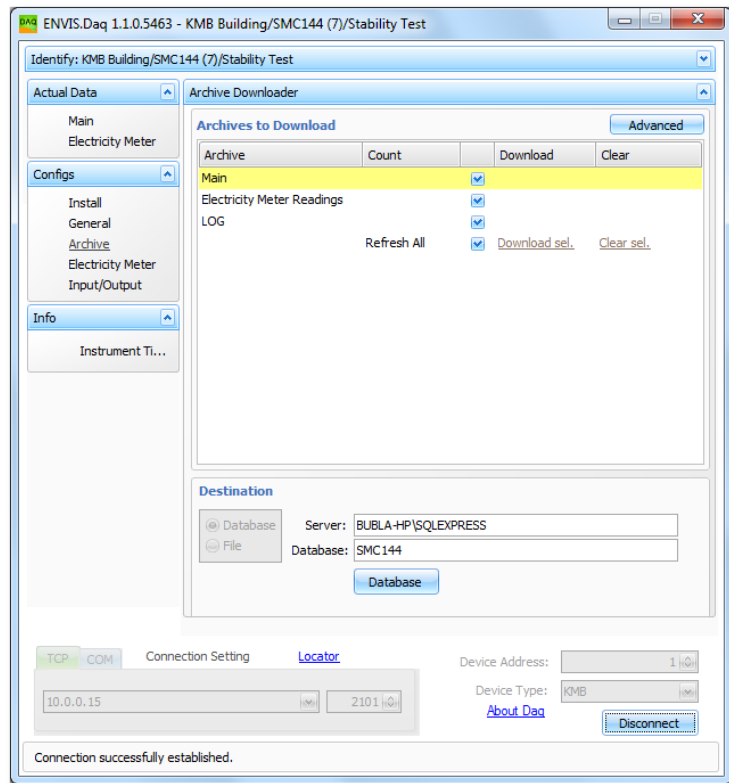 DAQ ENVIS.Daq 1.1.0.5463 - KMB Building/SMC144 (7)/Stability Test
Identify: KMB Building/SMC144 (7)/Stability Test
Actual Data
Main
Electricity Meter
Configs
Install
General
Archive
Electricity Meter
Input/Output
Info
Instrument Ti...
Archive Downloader
Archives to Download
Advanced
Archive Count Download Clear
Main
Electricity Meter Readings
LOG
Refresh All Download sel. Clear sel.
Destination
Database
File
Server: BUBLA-HP\SQLEXPRESS
Database: SMC144
Database
TCP COM Connection Setting Locator
10.0.0.15 2101
Device Address: 1
Device Type: KMB
About Daq
Disconnect
Connection successfully established.